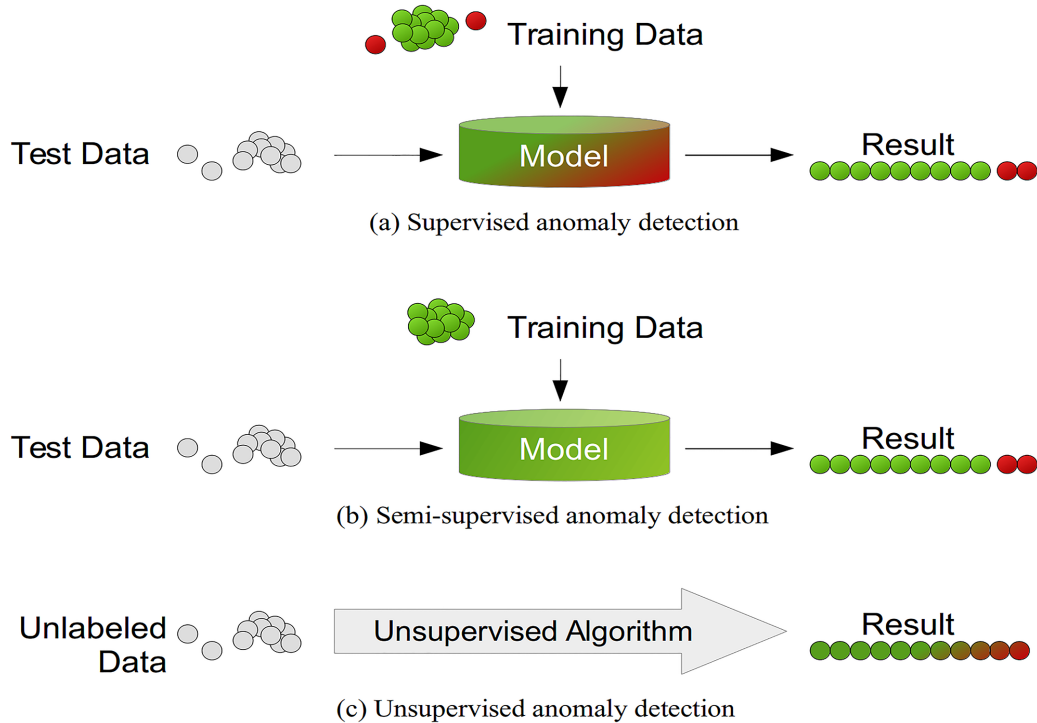 Training Data
Test Data
Model
Result
(a) Supervised anomaly detection
Training Data
Test Data
Model
Result
(b) Semi-supervised anomaly detection
Unlabeled
Data
Unsupervised Algorithm
Result
(c) Unsupervised anomaly detection